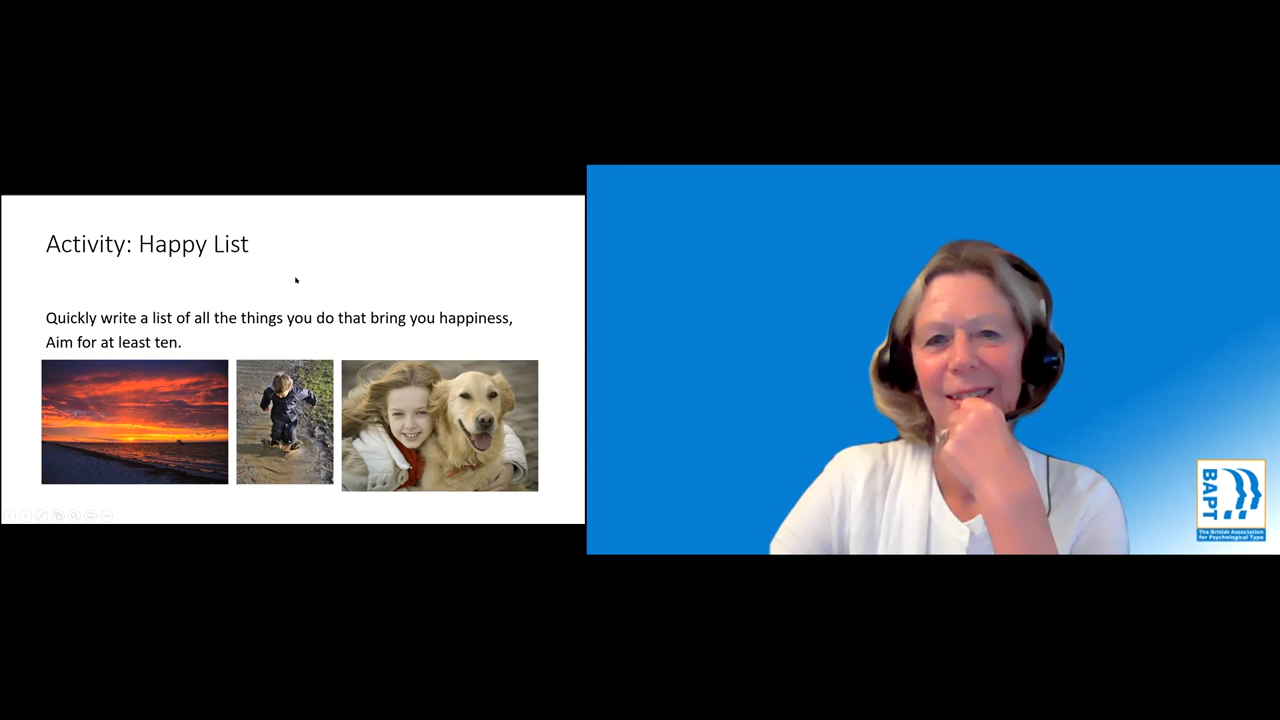 Activity: Happy List
Quickly write a list of all the things you do that bring you happiness,
Aim for at least ten.
BAPT
The British Association
for Psychological Type